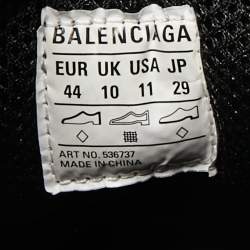 BALENCIAGA
EUR UK USA JP
44 10 11 29
ART NO. 536737
MADE IN CHINA